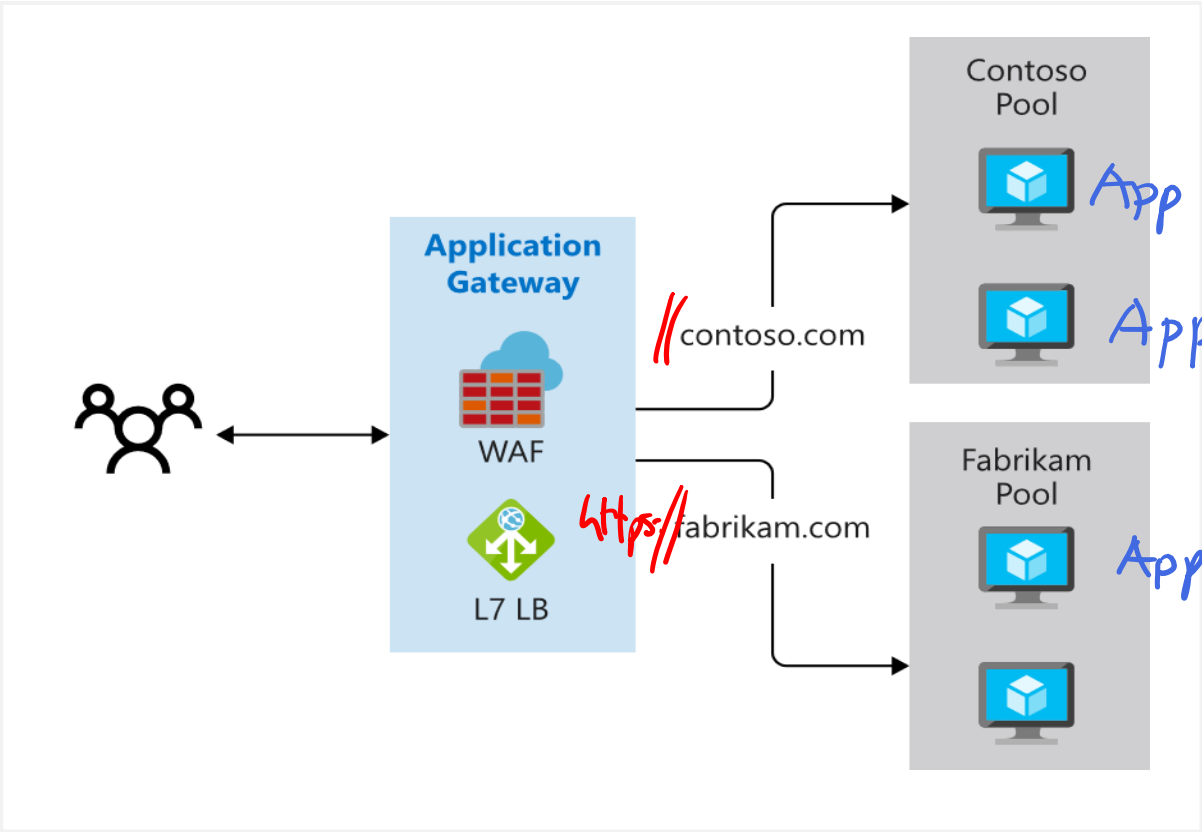 Contoso
Pool
App
App
Application
Gateway
//contoso.com
WAF
https://fabrikam.com
L7 LB
Fabrikam
Pool
App